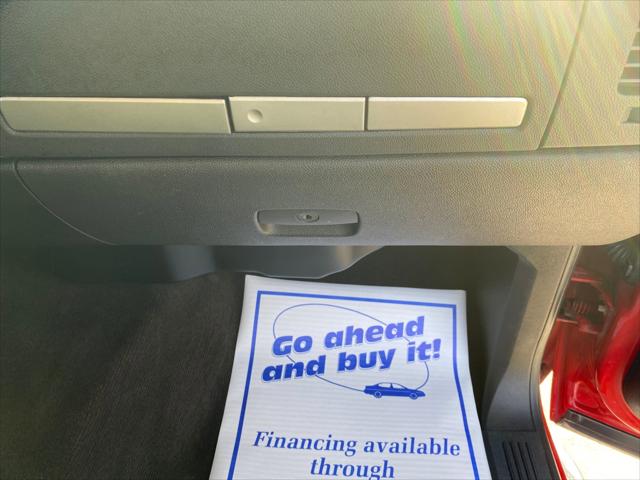 Go ahead
and buy it!
Financing available
through